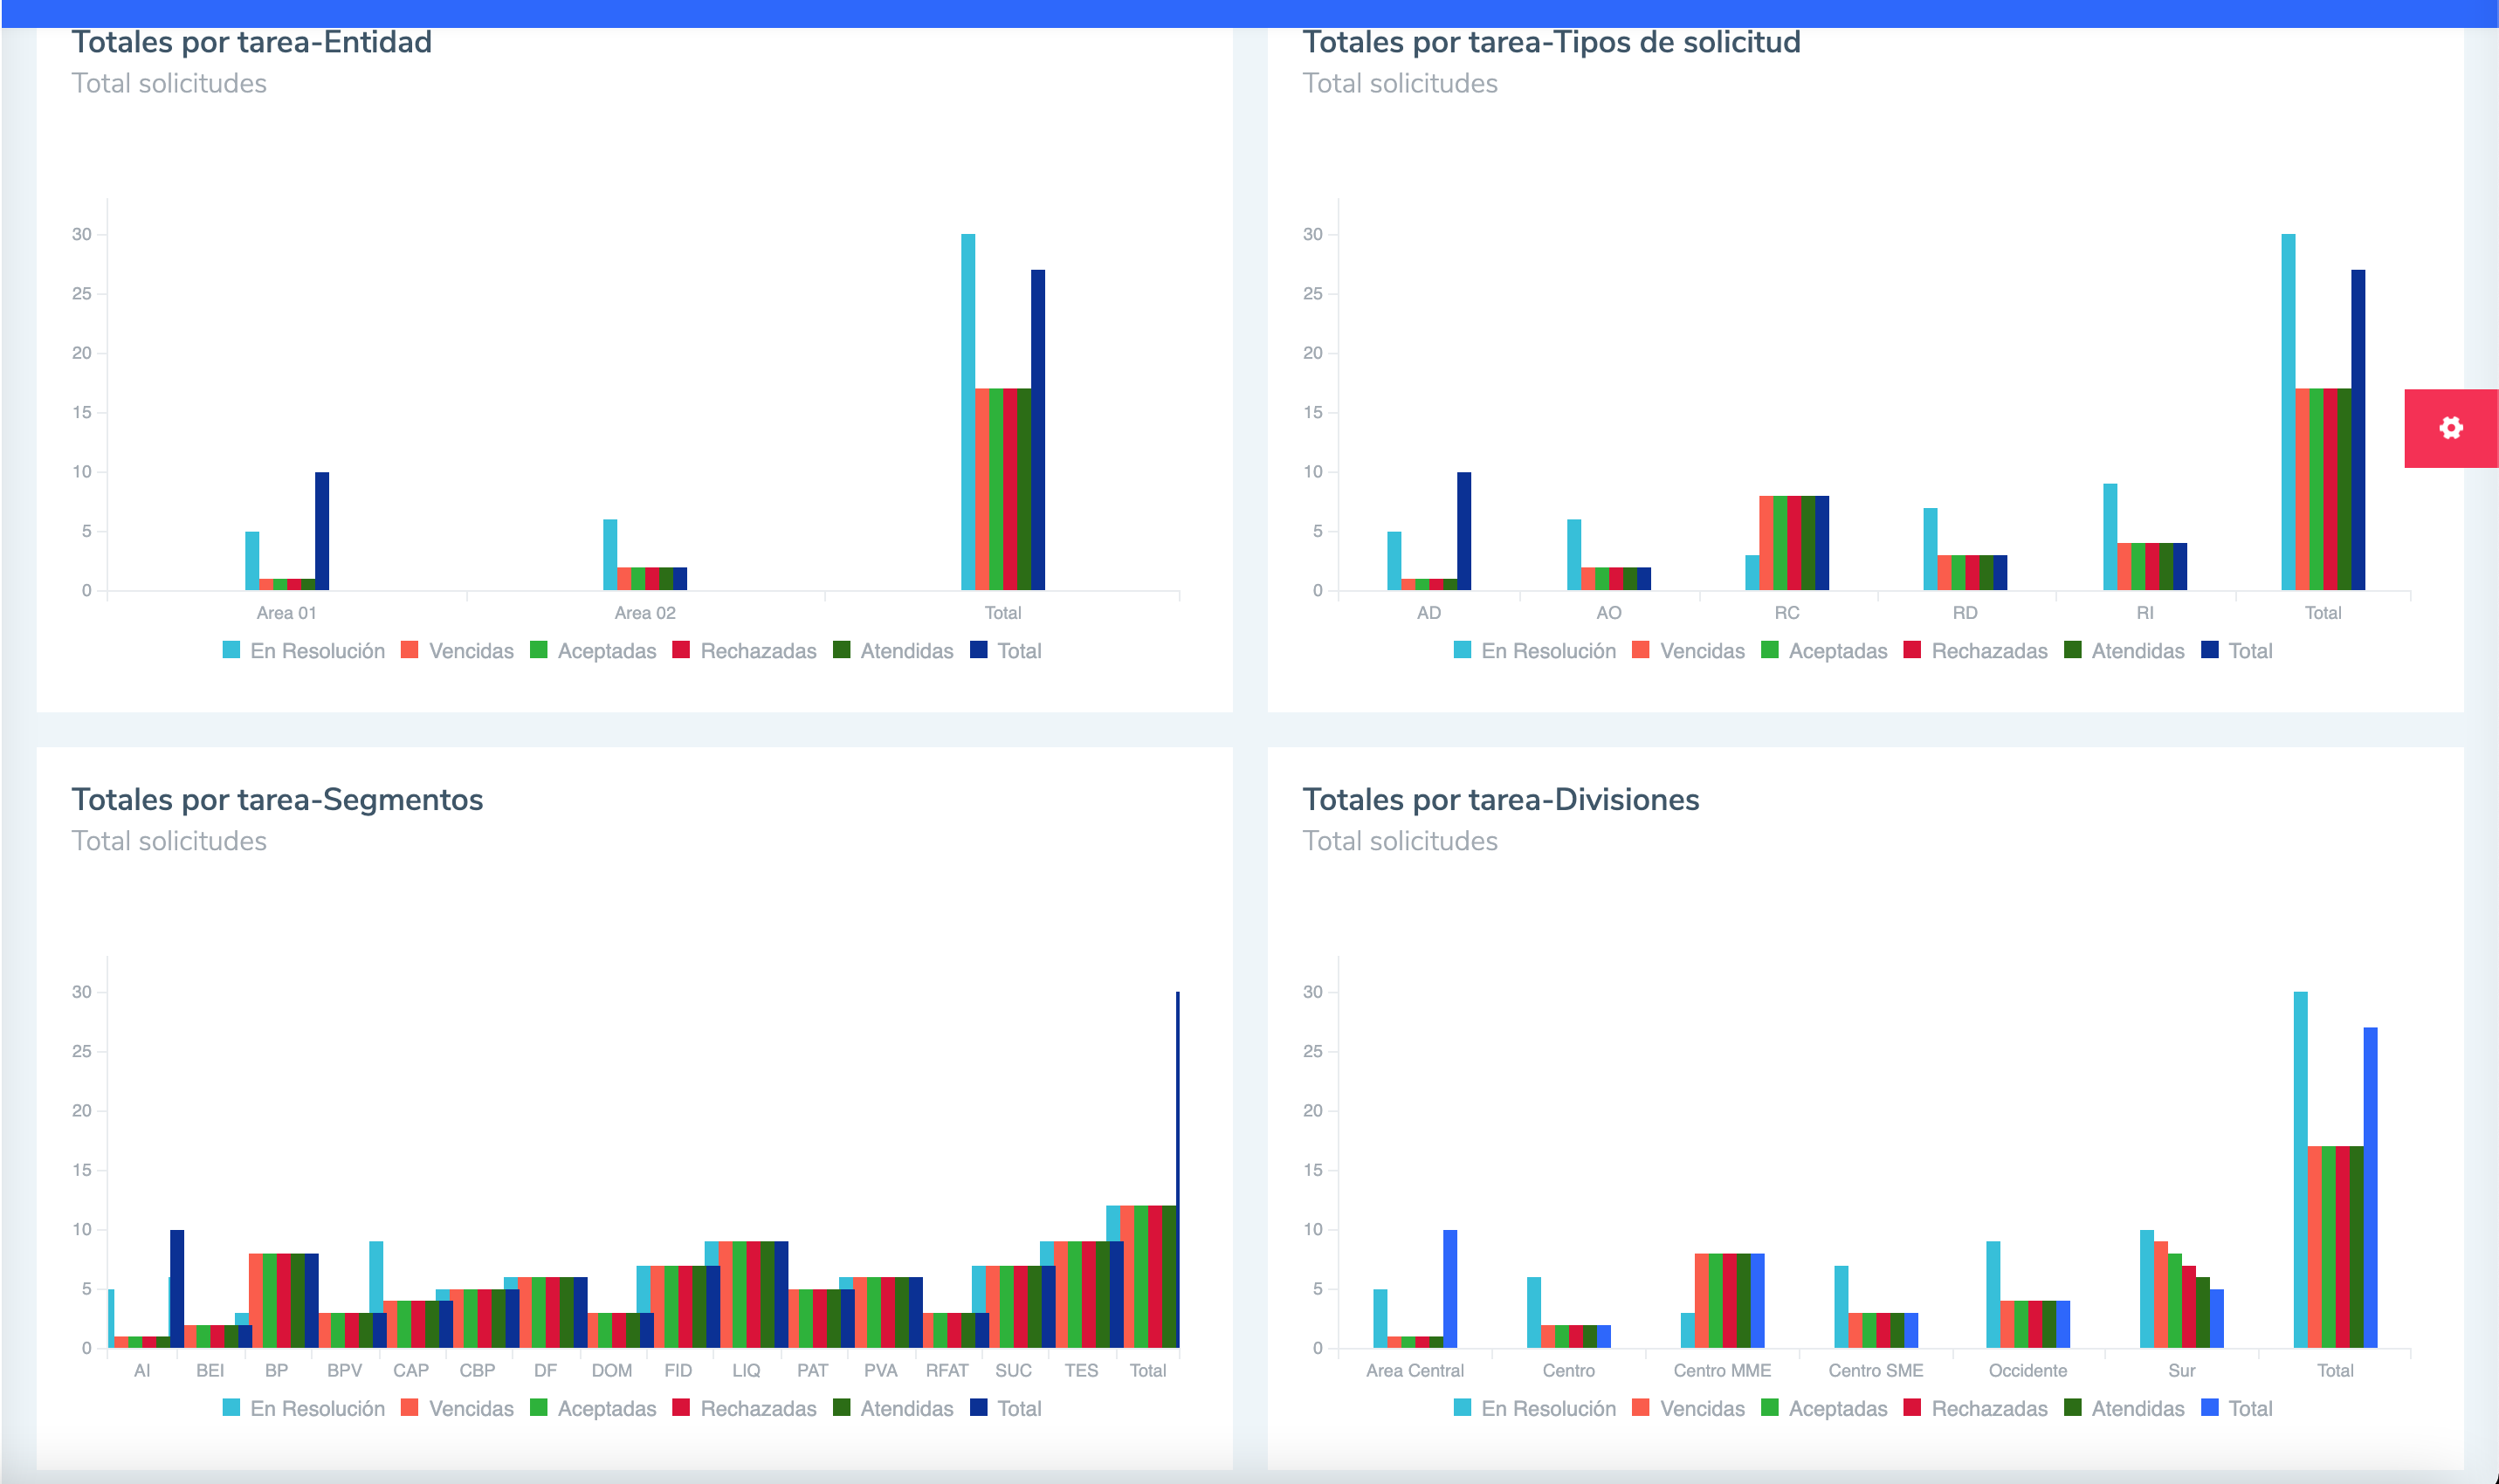 Totales por tarea-Entidad
Total solicitudes
30
25
20
15
10
5
0
Area 01 Area 02 Total
En Resolución Vencidas Aceptadas Rechazadas Atendidas Total
Totales por tarea-Tipos de solicitud
Total solicitudes
30
25
20
15
10
5
0
AD AO RC RD RI Total
En Resolución Vencidas Aceptadas Rechazadas Atendidas Total
Totales por tarea-Segmentos
Total solicitudes
30
25
20
15
10
5
0
AI BEI BP BPV CAP CBP DF DOM FID LIQ PAT PVA RFAT SUC TES Total
En Resolución Vencidas Aceptadas Rechazadas Atendidas Total
Totales por tarea-Divisiones
Total solicitudes
30
25
20
15
10
5
0
Area Central Centro Centro MME Centro SME Occidente Sur Total
En Resolución Vencidas Aceptadas Rechazadas Atendidas Total